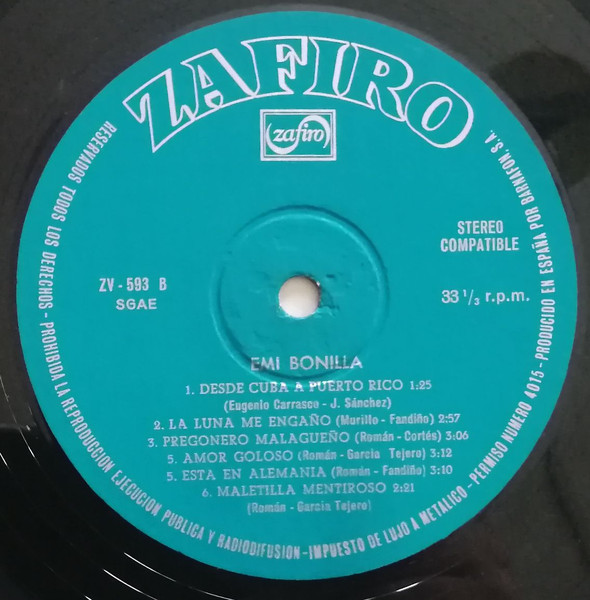 ZAFIRO
zafiro
STEREO
COMPATIBLE
ZV - 593 B
SGAE
33 1/3 r.p.m.
EMI BONILLA
1. DESDE CUBA A PUERTO RICO 1:25
(Eugenio Carrasco - J. Sánchez)
2. LA LUNA ME ENGAÑO (Murillo - Fandiño) 2:57
3. PREGONERO MALAGUEÑO (Román - Cortés) 3:06
5. AMOR GOLOSO (Román - García Tejero) 3:12
5. ESTA EN ALEMANIA (Román - Fandiño) 3:10
6. MALETILLA MENTIROSO 2:21
(Román - García Tejero)
RESERVADOS TODOS LOS DERECHOS - PROHIBIDA LA REPRODUCCION EJECUCION PUBLICA Y RADIODIFUSION - IMPUESTO DE LUJO A METALICO - PERMISO NUMERO 4015 - PRODUCIDO EN ESPAÑA POR BARNAFON, S. A.